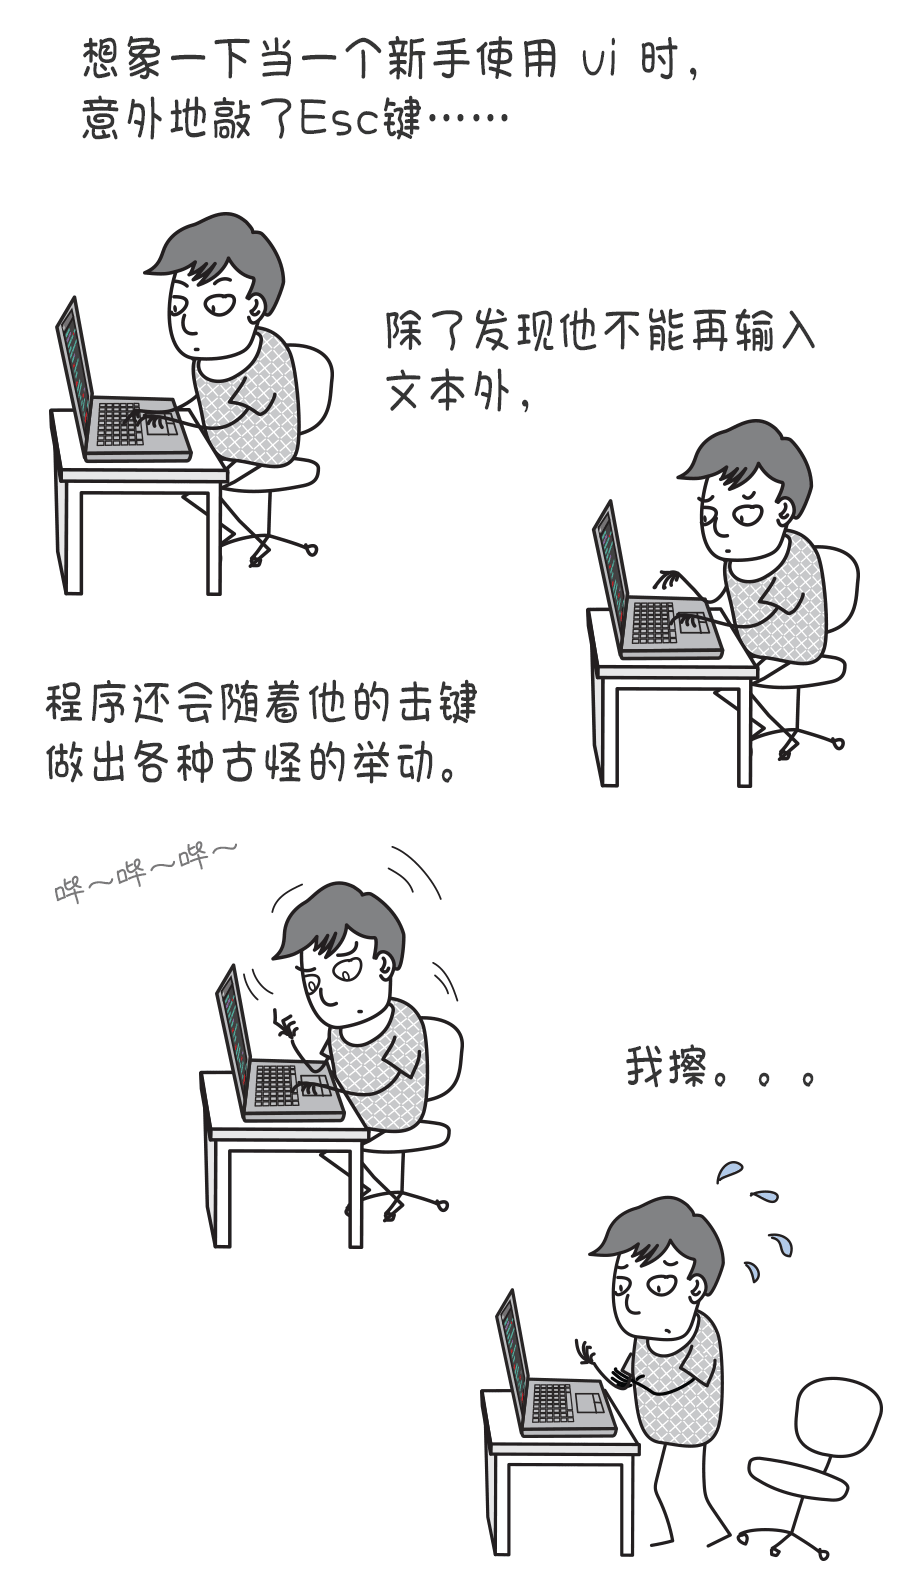 想象一下当一个新手使用 vi 时,
意外地敲了Esc键……
除了发现他不能再输入
文本外,
程序还会随着他的击键
做出各种古怪的举动。
哔～哔～哔～
我擦。。。